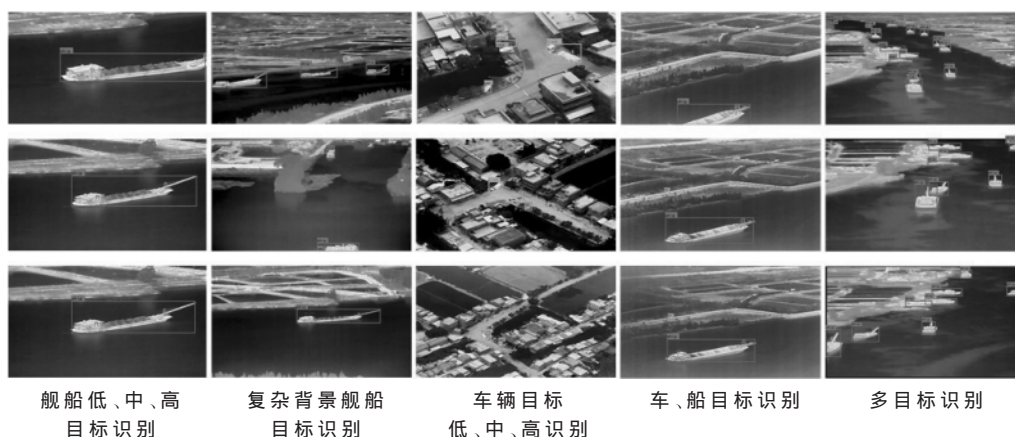 舰船低、中、高
目标识别
复杂背景舰船
目标识别
车辆目标
低、中、高识别
车、船目标识别
多目标识别